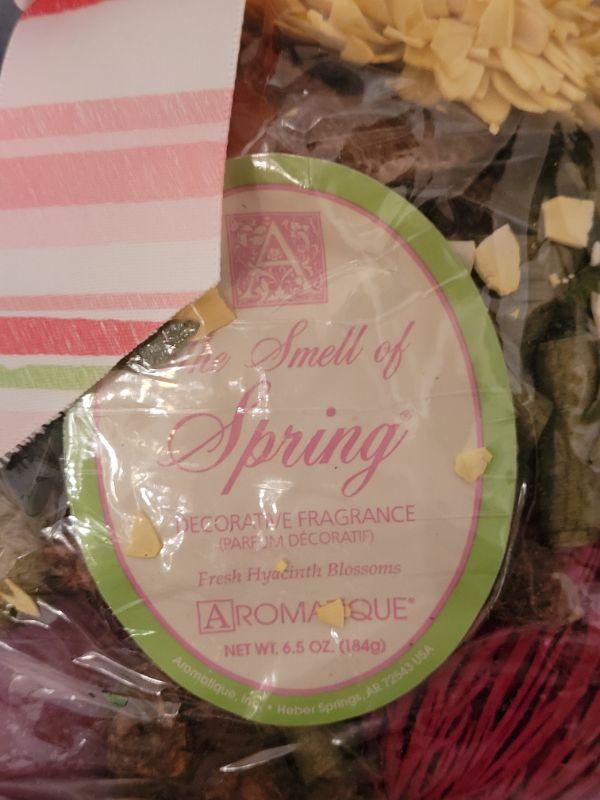 A
The Smell of
Spring®
DECORATIVE FRAGRANCE
(PARFUM DÉCORATIF)
Fresh Hyacinth Blossoms
AROMATIQUE®
NET WT. 6.5 OZ. (184g)
Aromatique, Inc. • Heber Springs, AR 72543 USA